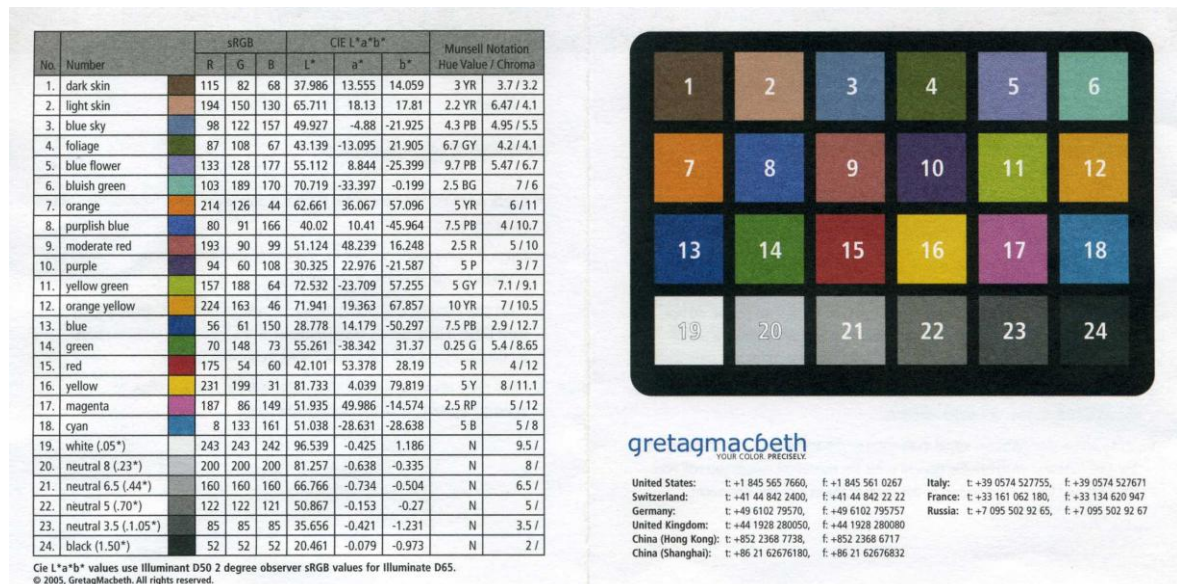 sRGB CIE L*a*b* Munsell Notation
No. Number R G B L* a* b* Hue Value / Chroma
1. dark skin 115 82 68 37.986 13.555 14.059 3 YR 3.7 / 3.2
2. light skin 194 150 130 65.711 18.13 17.81 2.2 YR 6.47 / 4.1
3. blue sky 98 122 157 49.927 -4.88 -21.925 4.3 PB 4.95 / 5.5
4. foliage 87 108 67 43.139 -13.095 21.905 6.7 GY 4.2 / 4.1
5. blue flower 133 128 177 55.112 8.844 -25.399 9.7 PB 5.47 / 6.7
6. bluish green 103 189 170 70.719 -33.397 -0.199 2.5 BG 7 / 6
7. orange 214 126 44 62.661 36.067 57.096 5 YR 6 / 11
8. purplish blue 80 91 166 40.02 10.41 -45.964 7.5 PB 4 / 10.7
9. moderate red 193 90 99 51.124 48.239 16.248 2.5 R 5 / 10
10. purple 94 60 108 30.325 22.976 -21.587 5 P 3 / 7
11. yellow green 157 188 64 72.532 -23.709 57.255 5 GY 7.1 / 9.1
12. orange yellow 224 163 46 71.941 19.363 67.857 10 YR 7 / 10.5
13. blue 56 61 150 28.778 14.179 -50.297 7.5 PB 2.9 / 12.7
14. green 70 148 73 55.261 -38.342 31.37 0.25 G 5.4 / 8.65
15. red 175 54 60 42.101 53.378 28.19 5 R 4 / 12
16. yellow 231 199 31 81.733 4.039 79.819 5 Y 8 / 11.1
17. magenta 187 86 149 51.935 49.986 -14.574 2.5 RP 5 / 12
18. cyan 8 133 161 51.038 -28.631 -28.638 5 B 5 / 8
19. white (.05*) 243 243 242 96.539 -0.425 1.186 N 9.5 /
20. neutral 8 (.23*) 200 200 200 81.257 -0.638 -0.335 N 8 /
21. neutral 6.5 (.44*) 160 160 160 66.766 -0.734 -0.504 N 6.5 /
22. neutral 5 (.70*) 122 122 121 50.867 -0.153 -0.27 N 5 /
23. neutral 3.5 (.1.05*) 85 85 85 35.656 -0.421 -1.231 N 3.5 /
24. black (1.50*) 52 52 52 20.461 -0.079 -0.973 N 2 /
Cie L*a*b* values use Illuminant D50 2 degree observer sRGB values for Illuminate D65.
© 2005, GretagMacbeth. All rights reserved.
1 2 3 4 5 6
7 8 9 10 11 12
13 14 15 16 17 18
19 20 21 22 23 24
gretagmacbeth
YOUR COLOR. PRECISELY.
United States: t: +1 845 565 7660, f: +1 845 561 0267
Switzerland: t: +41 44 842 2400, f: +41 44 842 22 22
Germany: t: +49 6102 79570, f: +49 6102 795757
United Kingdom: t: +44 1928 280050, f: +44 1928 280080
China (Hong Kong): t: +852 2368 7738, f: +852 2368 6717
China (Shanghai): t: +86 21 62676180, f: +86 21 62676832
Italy: t: +39 0574 527755, f: +39 0574 527671
France: t: +33 161 062 180, f: +33 134 620 947
Russia: t: +7 095 502 92 65, f: +7 095 502 92 67